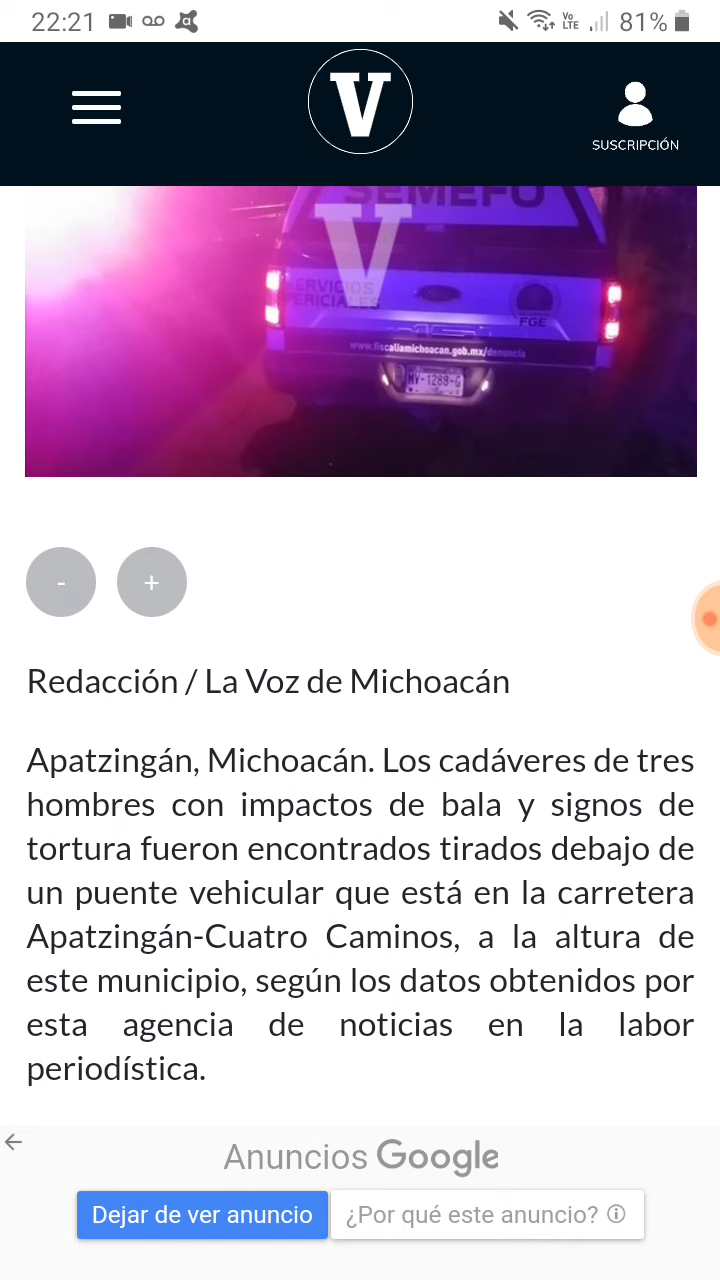 22:21
Vo
LTE
81%
V
SUSCRIPCIÓN
SEMEFO
V
SERVICIOS
PERICIALES
FGE
www.fiscaliamichoacan.gob.mx/denuncia
MV-1289-G
-
+
Redacción / La Voz de Michoacán
Apatzingán, Michoacán. Los cadáveres de tres
hombres con impactos de bala y signos de
tortura fueron encontrados tirados debajo de
un puente vehicular que está en la carretera
Apatzingán-Cuatro Caminos, a la altura de
este municipio, según los datos obtenidos por
esta agencia de noticias en la labor
periodística.
Anuncios Google
Dejar de ver anuncio
¿Por qué este anuncio?